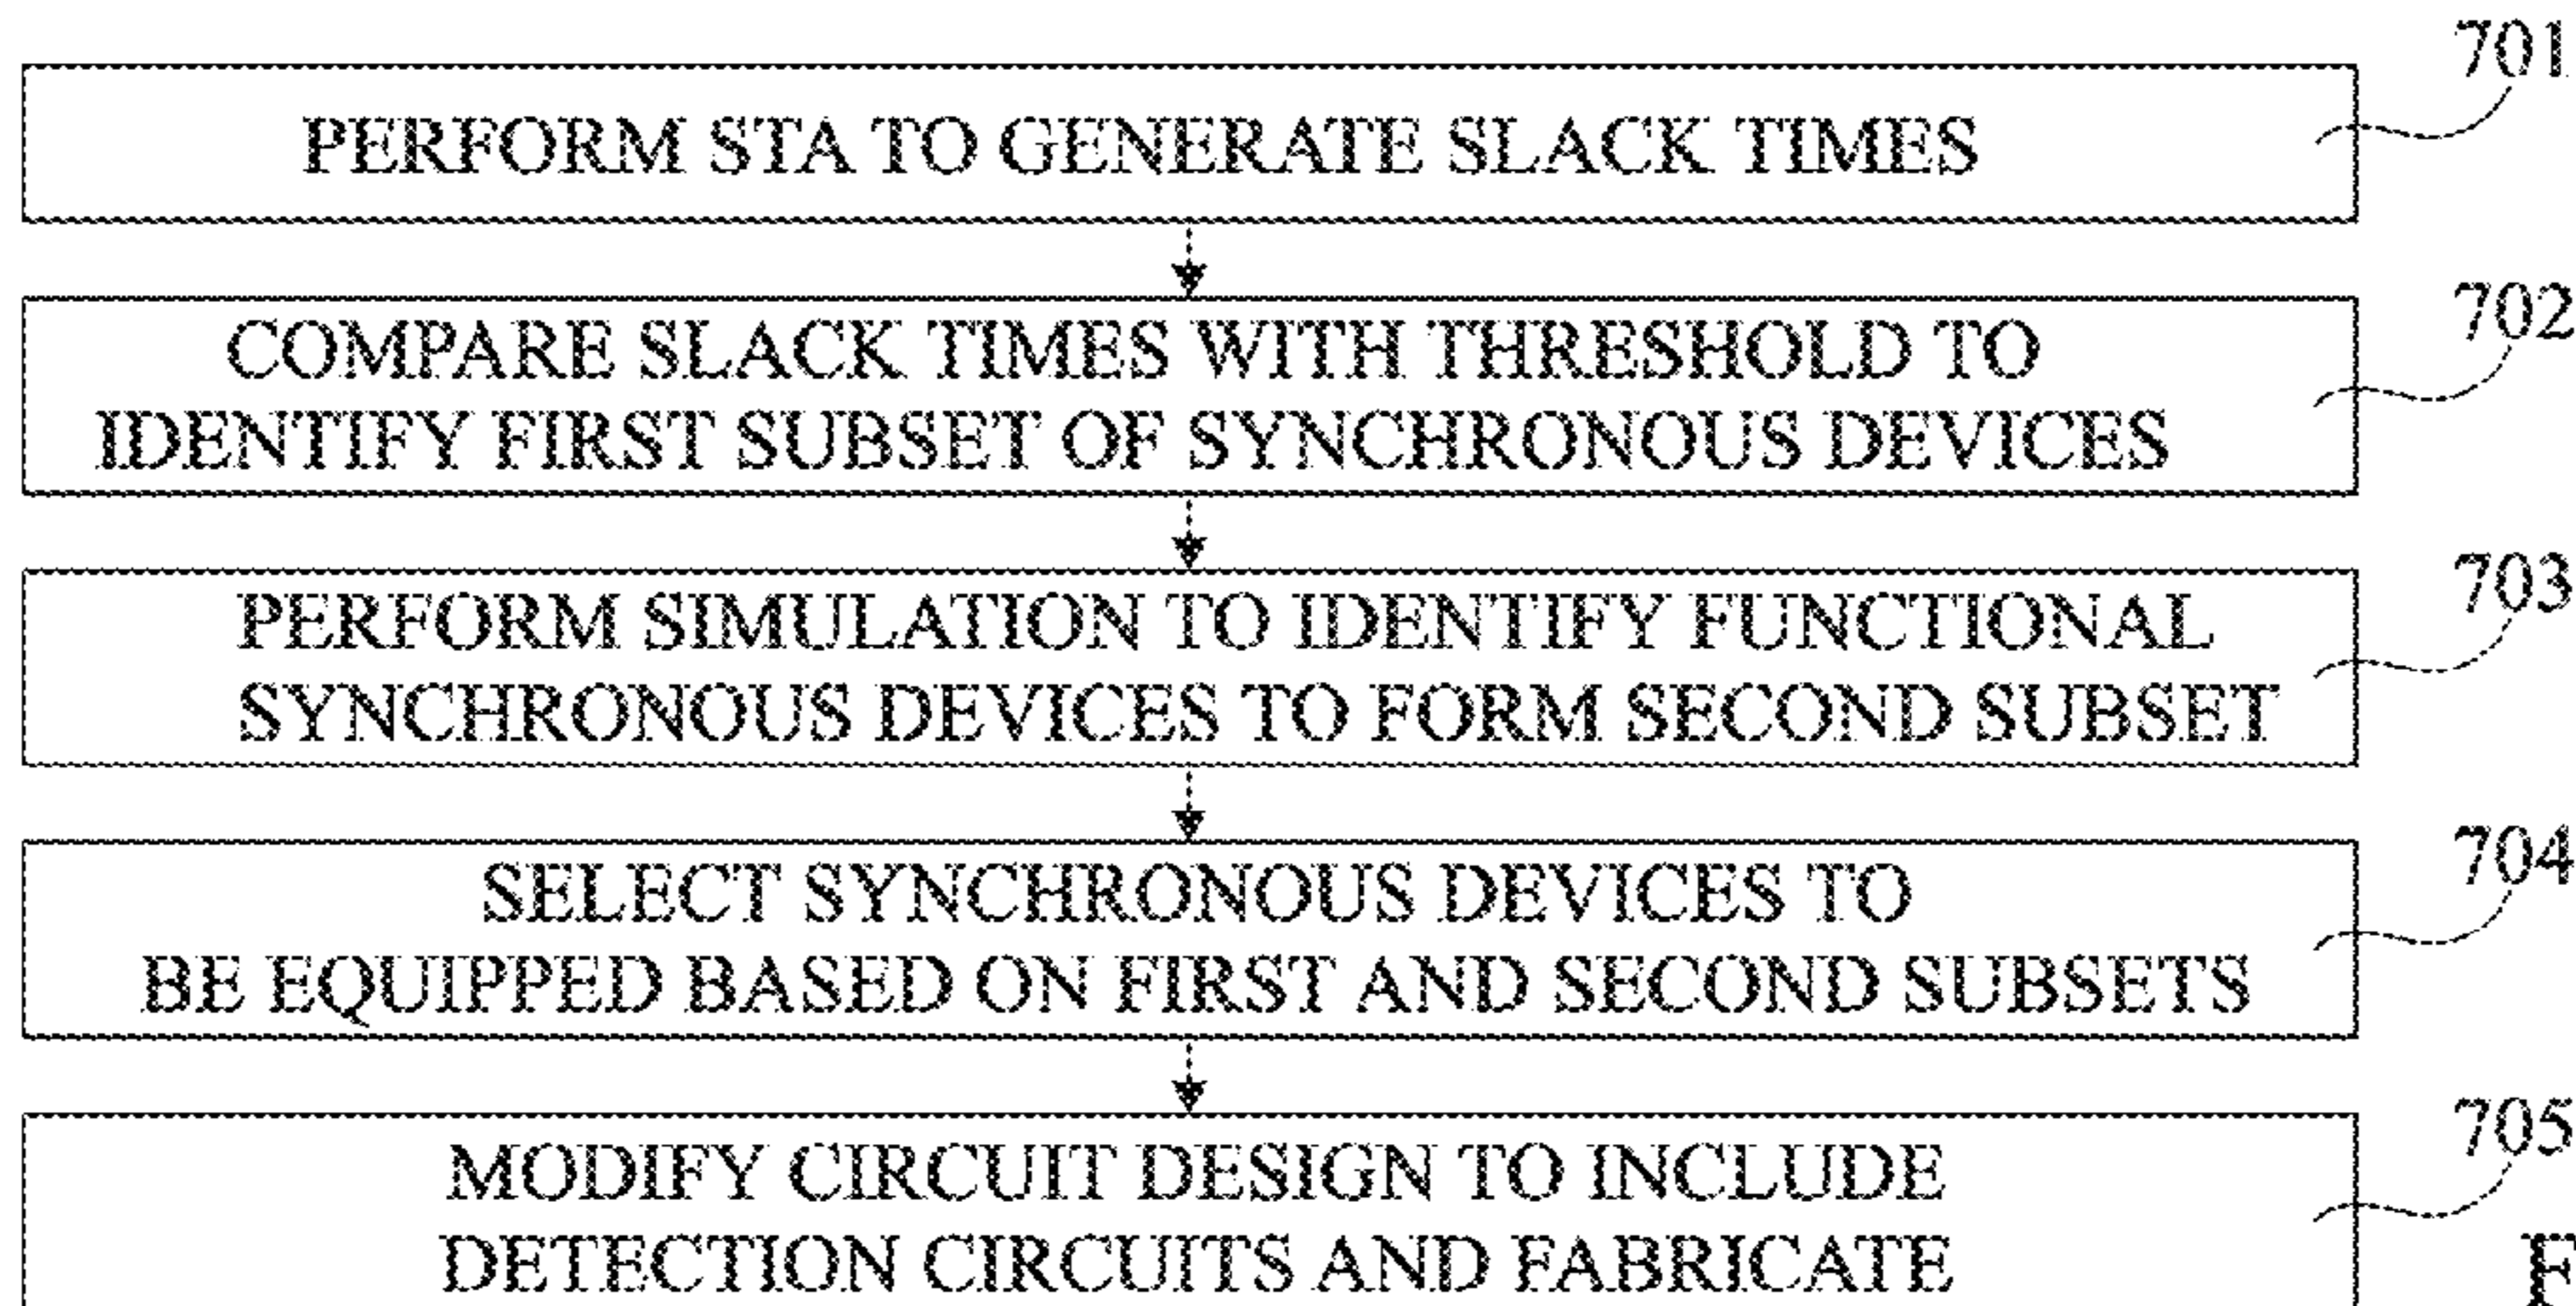 701
PERFORM STA TO GENERATE SLACK TIMES
702
COMPARE SLACK TIMES WITH THRESHOLD TO
IDENTIFY FIRST SUBSET OF SYNCHRONOUS DEVICES
703
PERFORM SIMULATION TO IDENTIFY FUNCTIONAL
SYNCHRONOUS DEVICES TO FORM SECOND SUBSET
704
SELECT SYNCHRONOUS DEVICES TO
BE EQUIPPED BASED ON FIRST AND SECOND SUBSETS
705
MODIFY CIRCUIT DESIGN TO INCLUDE
DETECTION CIRCUITS AND FABRICATE